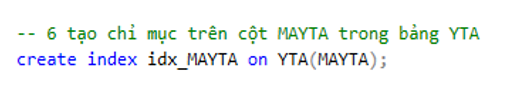 -- 6 tạo chỉ mục trên cột MAYTA trong bảng YTA
create index idx_MAYTA on YTA(MAYTA);